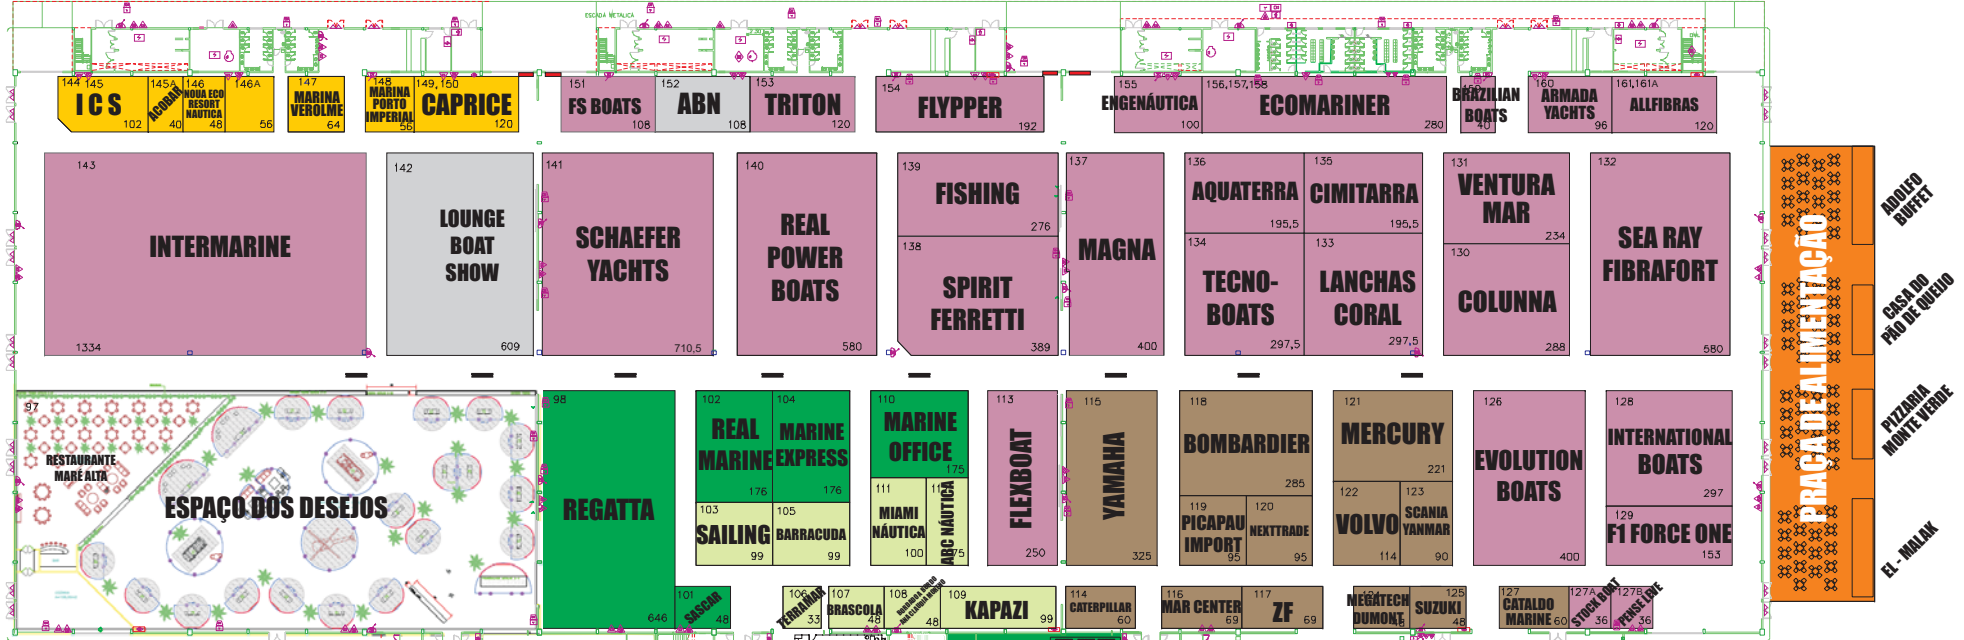 ESCADA METALICA
144 145
ICS
102
145A
ACOBAR
40
146
NOUA ECO
RESORT
NAUTICA
48
146A
56
147
MARINA
VEROLME
64
148
MARINA
PORTO
IMPERIAL
56
149, 150
CAPRICE
120
151
FS BOATS
108
152
ABN
108
153
TRITON
120
154
FLYPPER
192
155
ENGENÁUTICA
100
156,157,158
ECOMARINER
280
BRAZILIAN
BOATS
40
160
ARMADA
YACHTS
96
161,161A
ALLFIBRAS
120
143
INTERMARINE
1334
142
LOUNGE
BOAT
SHOW
609
141
SCHAEFER
YACHTS
710,5
140
REAL
POWER
BOATS
580
139
FISHING
276
138
SPIRIT
FERRETTI
389
137
MAGNA
400
136
AQUATERRA
195,5
135
CIMITARRA
195,5
134
TECNO-
BOATS
297,5
133
LANCHAS
CORAL
297,5
131
VENTURA
MAR
234
130
COLUNNA
288
132
SEA RAY
FIBRAFORT
580
PRAÇA DE ALIMENTAÇÃO
ADOLFO
BUFFET
CASA DO
PÃO DE QUEIJO
PIZZARIA
MONTE VERDE
EL - MALAK
97
RESTAURANTE
MARÉ ALTA
ESPAÇO DOS DESEJOS
98
REGATTA
646
101
SASCAR
48
102
REAL
MARINE
176
104
MARINE
EXPRESS
176
103
SAILING
99
105
BARRACUDA
99
106
TERRAMAR
33
107
BRASCOLA
48
108
48
109
KAPAZI
99
110
MARINE
OFFICE
175
111
MIAMI
NÁUTICA
100
ABC NÁUTICA
75
113
FLEXBOAT
250
115
YAMAHA
325
114
CATERPILLAR
60
118
BOMBARDIER
285
119
PICAPAU
IMPORT
95
120
NEXTTRADE
95
116
MAR CENTER
69
117
ZF
69
121
MERCURY
221
122
VOLVO
114
123
SCANIA
YANMAR
90
MEGATECH
DUMONT
125
SUZUKI
48
126
EVOLUTION
BOATS
400
128
INTERNATIONAL
BOATS
297
129
F1 FORCE ONE
153
127
CATALDO
MARINE
60
127A
STOCK BOAT
36
127B
PENSE LEVE
36